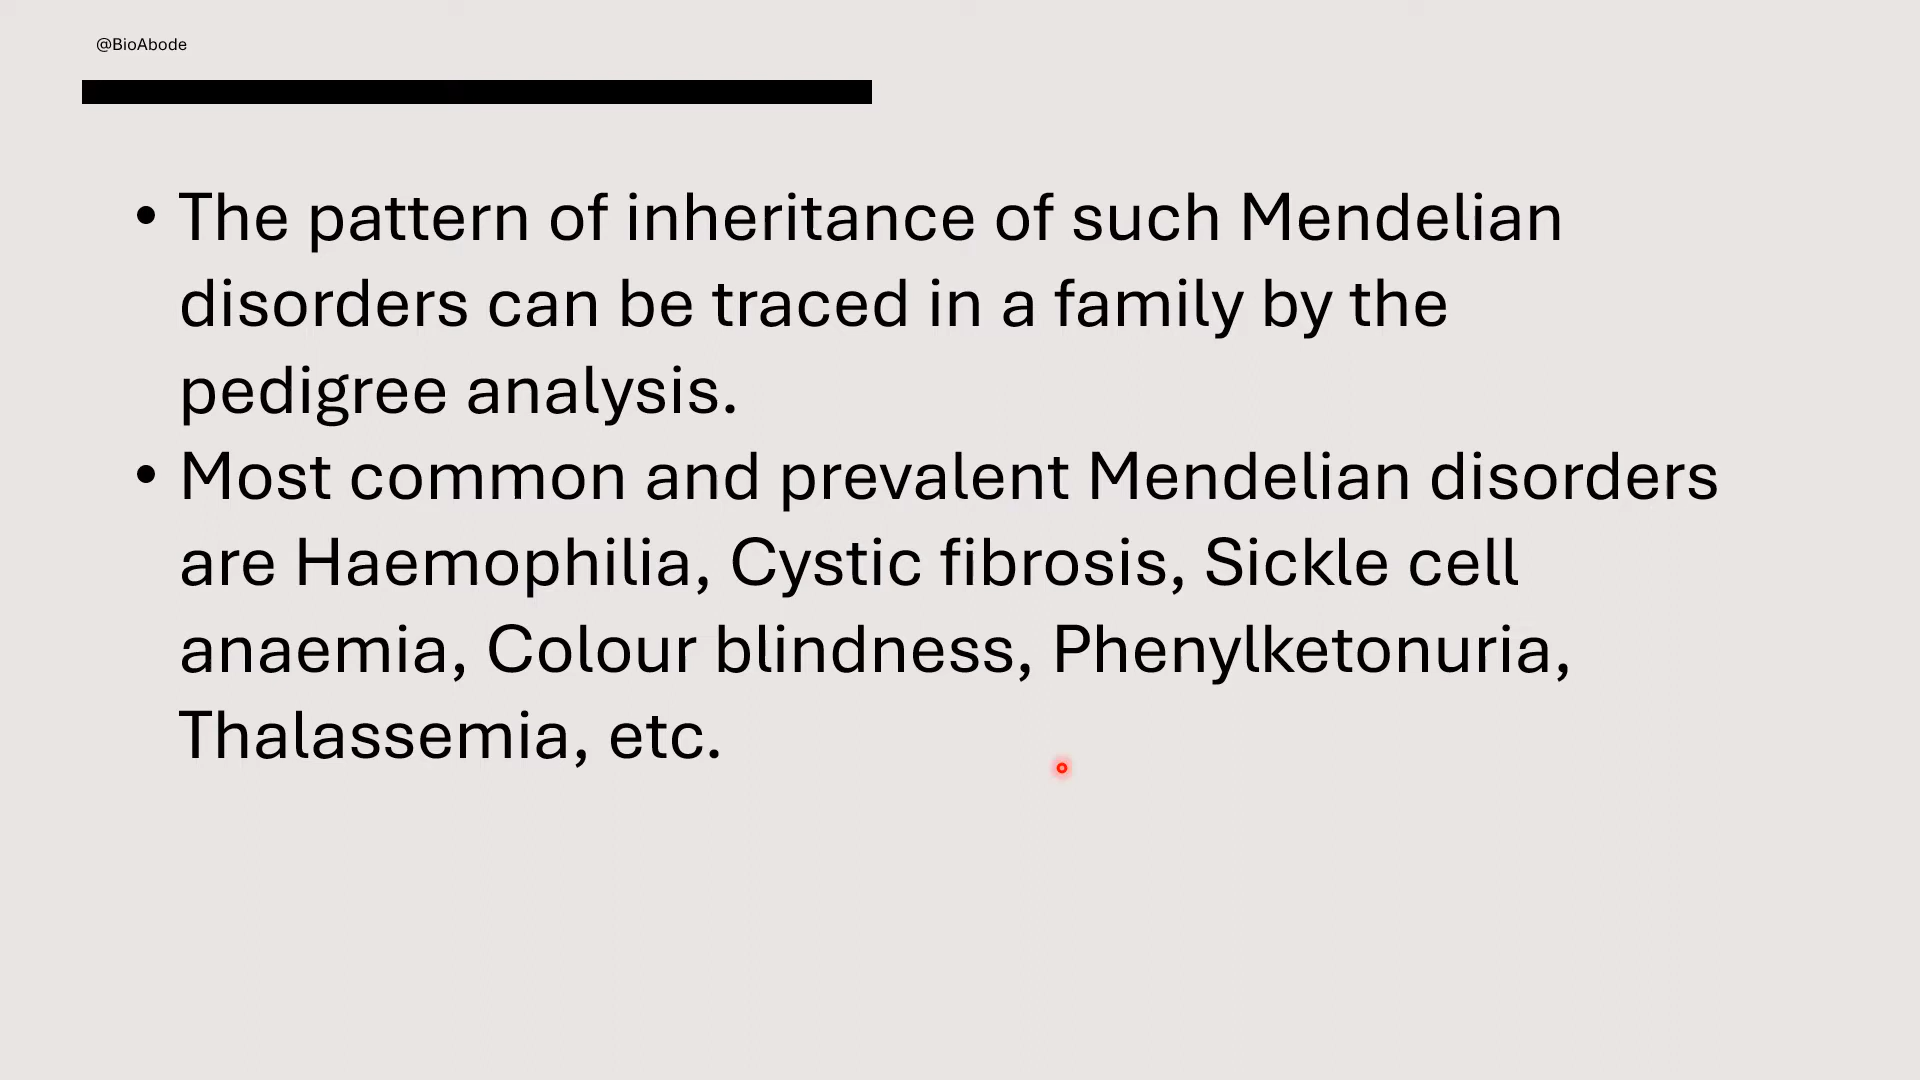 @BioAbode
• The pattern of inheritance of such Mendelian
disorders can be traced in a family by the
pedigree analysis.
• Most common and prevalent Mendelian disorders
are Haemophilia, Cystic fibrosis, Sickle cell
anaemia, Colour blindness, Phenylketonuria,
Thalassemia, etc.